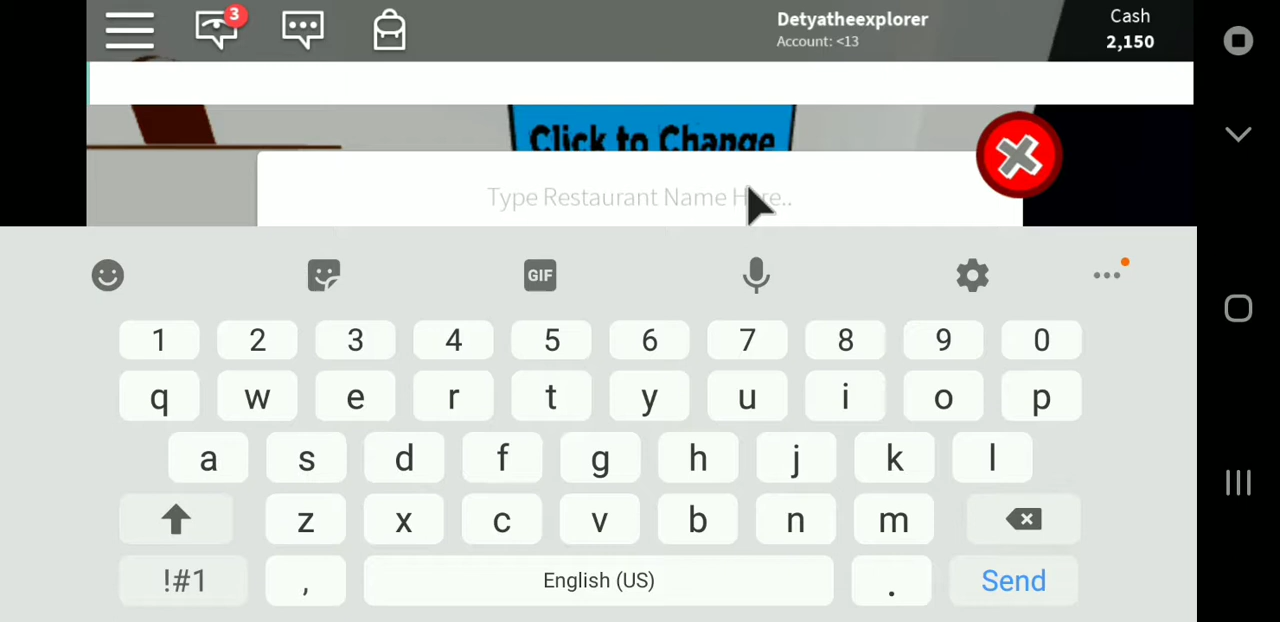 3
Detyatheexplorer
Account: <13
Cash
2,150
Click to Change
Type Restaurant Name Here..
GIF
1 2 3 4 5 6 7 8 9 0
q w e r t y u i o p
a s d f g h j k l
z x c v b n m
!#1 , English (US) . Send